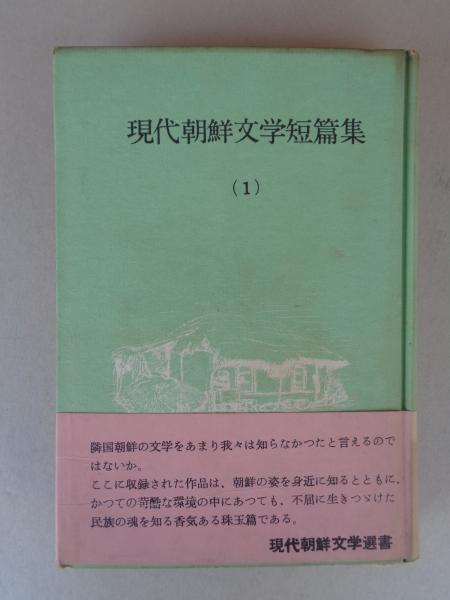 現代朝鮮文学短篇集
(1)
隣国朝鮮の文学をあまり我々は知らなかつたと言えるので
はないか。
ここに収録された作品は、朝鮮の姿を身近に知るとともに、
かつての苛酷な環境の中にあつても、不屈に生きつゞけた
民族の魂を知る香気ある珠玉篇である。
現代朝鮮文学選書